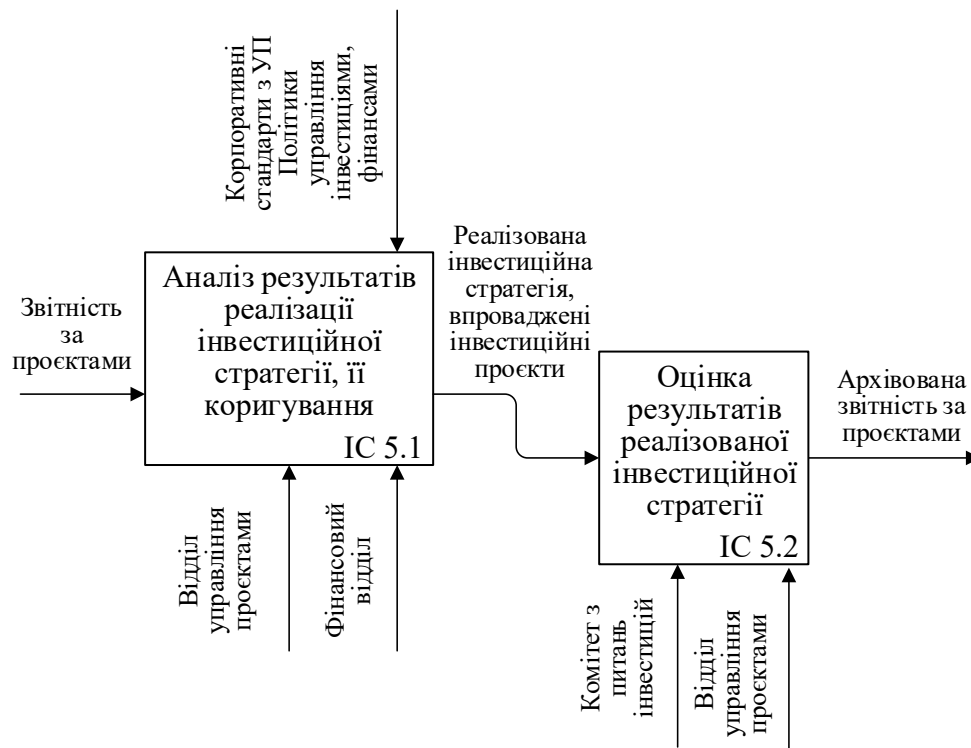 Корпоративні
стандарти з УП
Політики
управління
інвестиціями,
фінансами
Звітність
за
проєктами
Аналіз результатів
реалізації
інвестиційної
стратегії, її
коригування
ІС 5.1
Реалізована
інвестиційна
стратегія,
впроваджені
інвестиційні
проєкти
Відділ
управління
проєктами
Фінансовий
відділ
Оцінка
результатів
реалізованої
інвестиційної
стратегії
ІС 5.2
Архівована
звітність за
проєктами
Комітет з
питань
інвестицій
Відділ
управління
проєктами